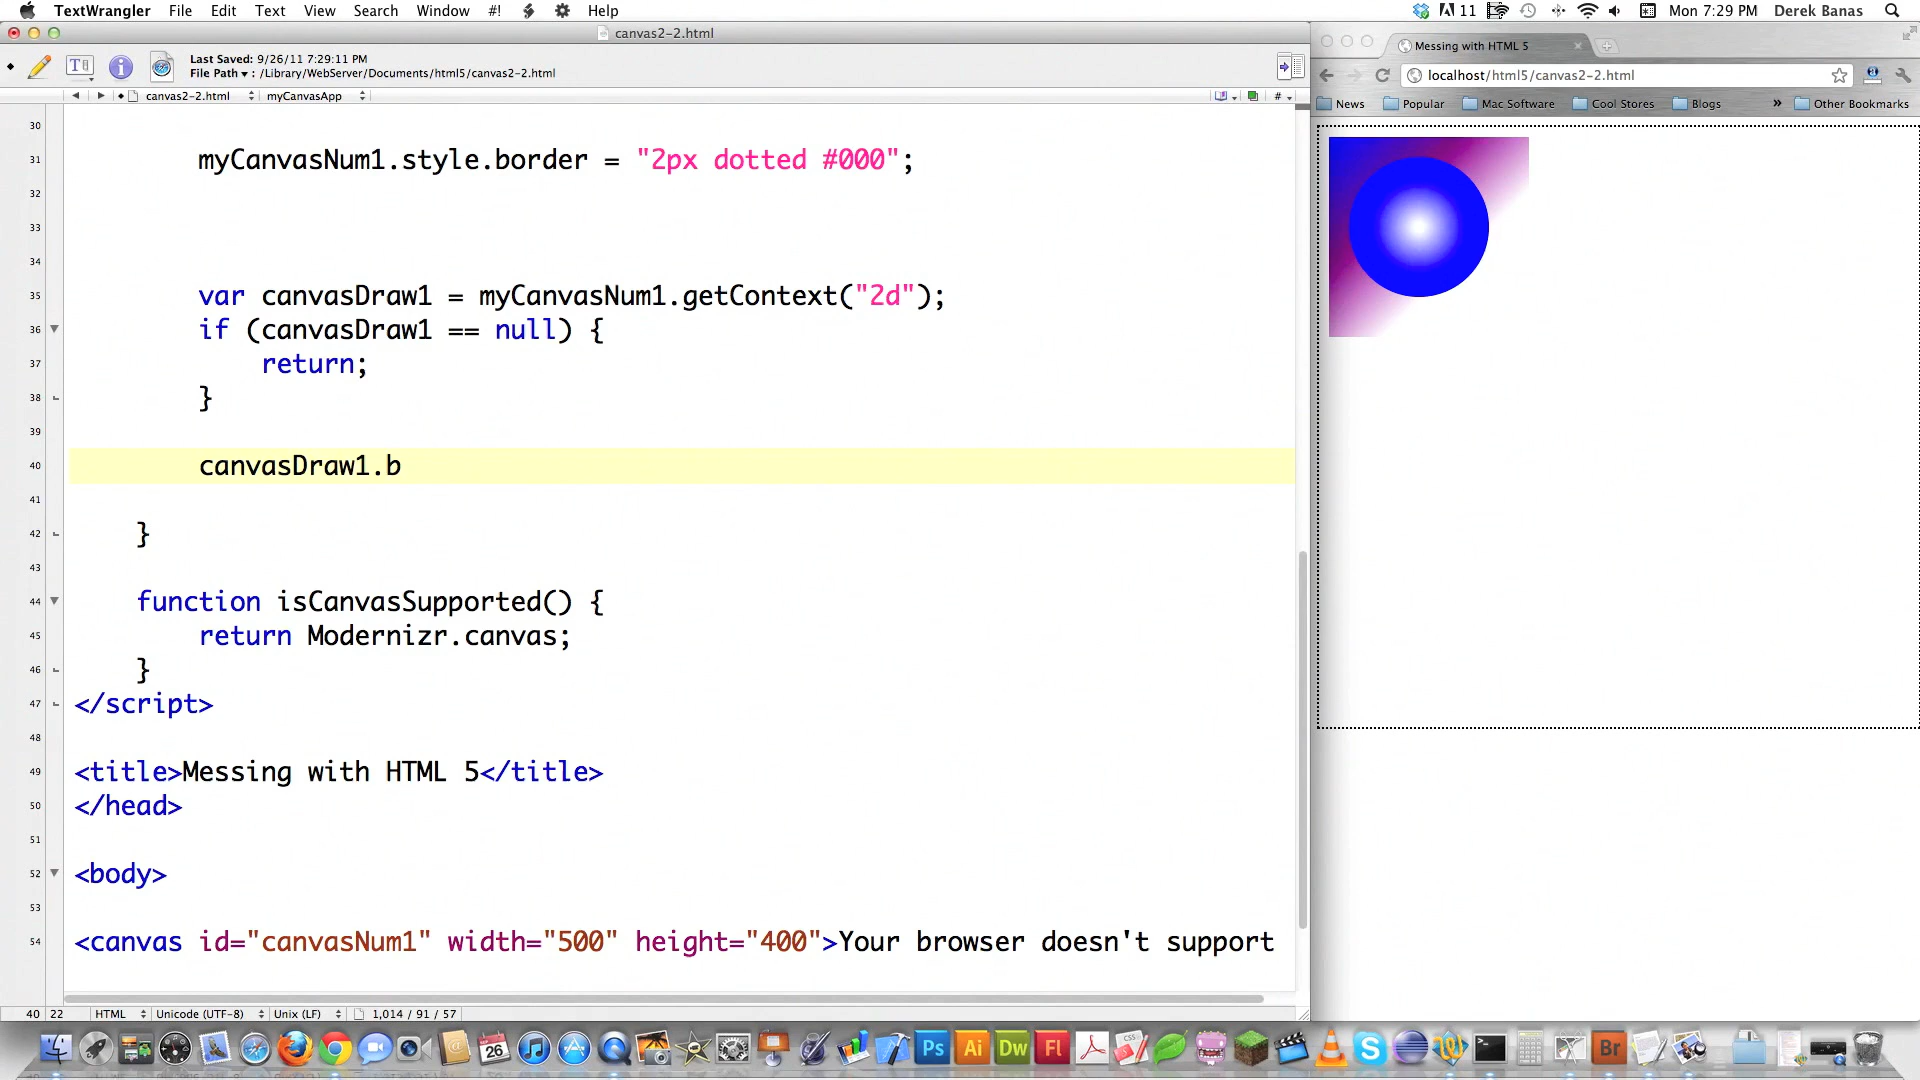 TextWrangler File Edit Text View Search Window #! Help
11 Mon 7:29 PM Derek Banas
canvas2-2.html
Last Saved: 9/26/11 7:29:11 PM
File Path ▾ : /Library/WebServer/Documents/html5/canvas2-2.html
canvas2-2.html myCanvasApp #
Messing with HTML 5
localhost/html5/canvas2-2.html
News Popular Mac Software Cool Stores Blogs » Other Bookmarks
30
31 myCanvasNum1.style.border = "2px dotted #000";
32
33
34
35 var canvasDraw1 = myCanvasNum1.getContext("2d");
36 if (canvasDraw1 == null) {
37 return;
38 }
39
40 canvasDraw1.b
41
42 }
43
44 function isCanvasSupported() {
45 return Modernizr.canvas;
46 }
47 </script>
48
49 <title>Messing with HTML 5</title>
50 </head>
51
52 <body>
53
54 <canvas id="canvasNum1" width="500" height="400">Your browser doesn't support
40 22 HTML Unicode (UTF-8) Unix (LF) 1,014 / 91 / 57
26 Ps Ai Dw Fl CSS Br